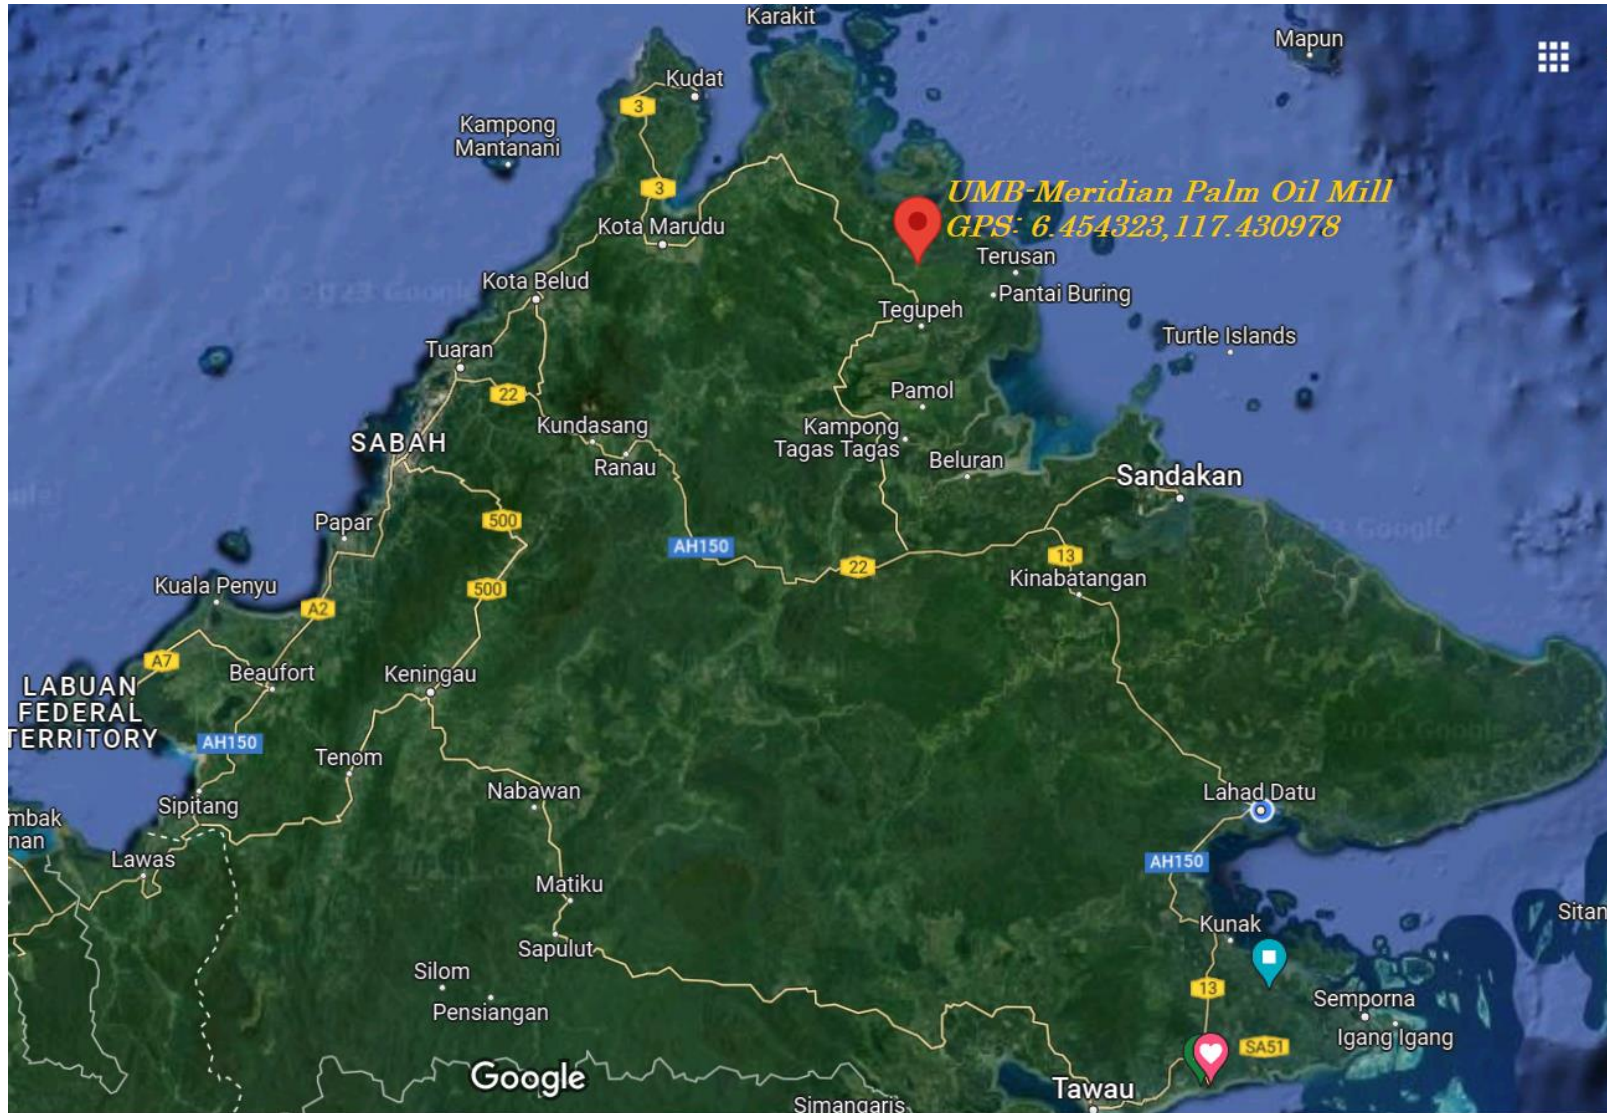 Karakit
Mapun
Kudat
3
Kampong
Mantanani
3
UMB-Meridian Palm Oil Mill
GPS: 6.454323,117.430978
Kota Marudu
Terusan
Kota Belud
Pantai Buring
Tegupeh
Turtle Islands
Tuaran
22
Pamol
Kundasang
Kampong
Tagas Tagas
SABAH
Ranau
Beluran
Sandakan
Papar
500
AH150
13
22
Kinabatangan
Kuala Penyu
500
A2
A7
Beaufort
Keningau
LABUAN
FEDERAL
TERRITORY
AH150
Tenom
Nabawan
Lahad Datu
Sipitang
mbak
nan
Lawas
AH150
Matiku
Kunak
Sitan
Sapulut
Silom
13
Semporna
Pensiangan
Igang Igang
SA51
Google
Tawau
Simangaris